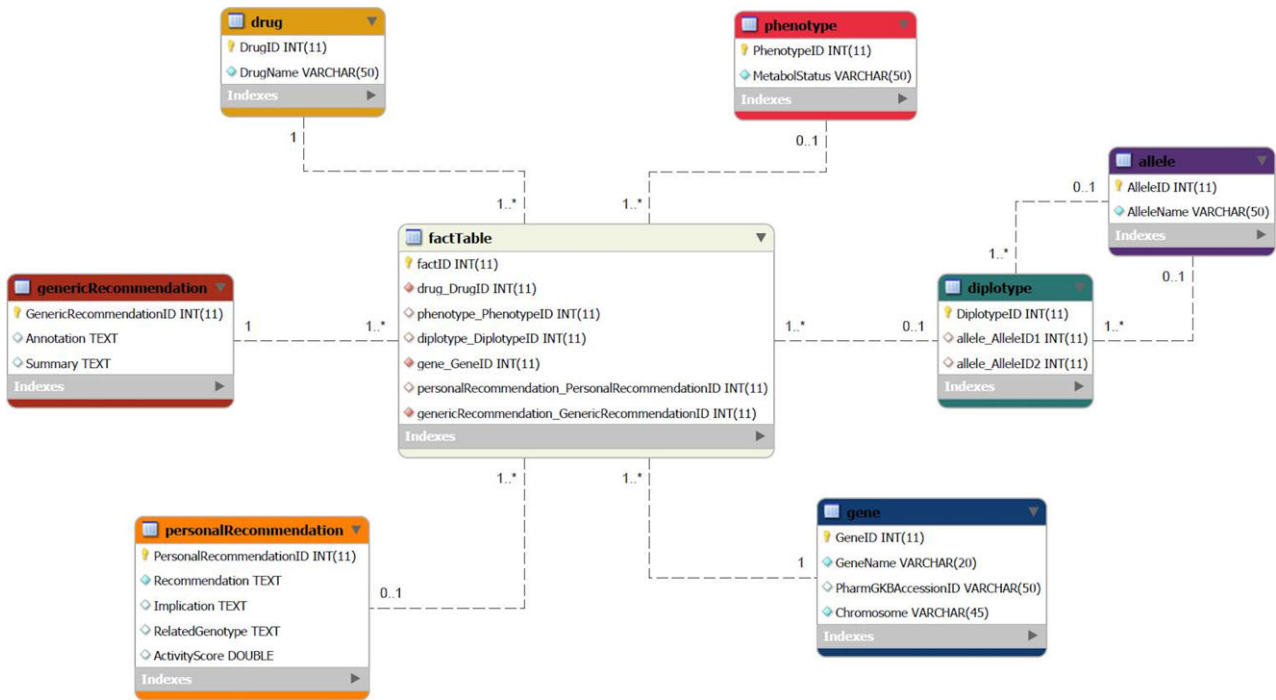 drug
DrugID INT(11)
DrugName VARCHAR(50)
Indexes
1
1..*
phenotype
PhenotypeID INT(11)
MetabolStatus VARCHAR(50)
Indexes
0..1
1..*
allele
AlleleID INT(11)
AlleleName VARCHAR(50)
Indexes
0..1
1..*
0..1
1..*
factTable
factID INT(11)
drug_DrugID INT(11)
phenotype_PhenotypeID INT(11)
diplotype_DiplotypeID INT(11)
gene_GeneID INT(11)
personalRecommendation_PersonalRecommendationID INT(11)
genericRecommendation_GenericRecommendationID INT(11)
Indexes
genericRecommendation
GenericRecommendationID INT(11)
Annotation TEXT
Summary TEXT
Indexes
1
1..*
diplotype
DiplotypeID INT(11)
allele_AlleleID1 INT(11)
allele_AlleleID2 INT(11)
Indexes
1..*
0..1
personalRecommendation
PersonalRecommendationID INT(11)
Recommendation TEXT
Implication TEXT
RelatedGenotype TEXT
ActivityScore DOUBLE
Indexes
1..*
0..1
gene
GeneID INT(11)
GeneName VARCHAR(20)
PharmGKBAccessionID VARCHAR(50)
Chromosome VARCHAR(45)
Indexes
1..*
1